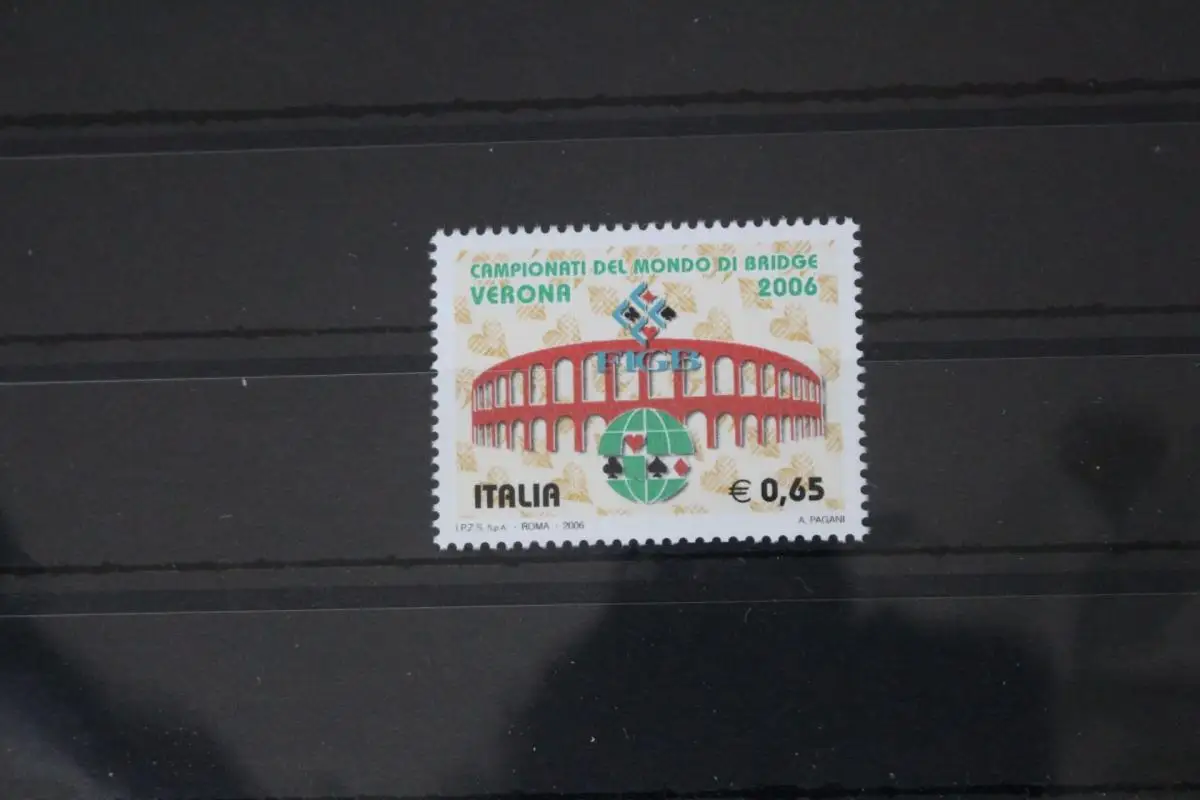 CAMPIONATI DEL MONDO DI BRIDGE
VERONA 2006
FIGB
ITALIA € 0,65
I.P.Z.S. S.p.A. - ROMA - 2006 A. PAGANI